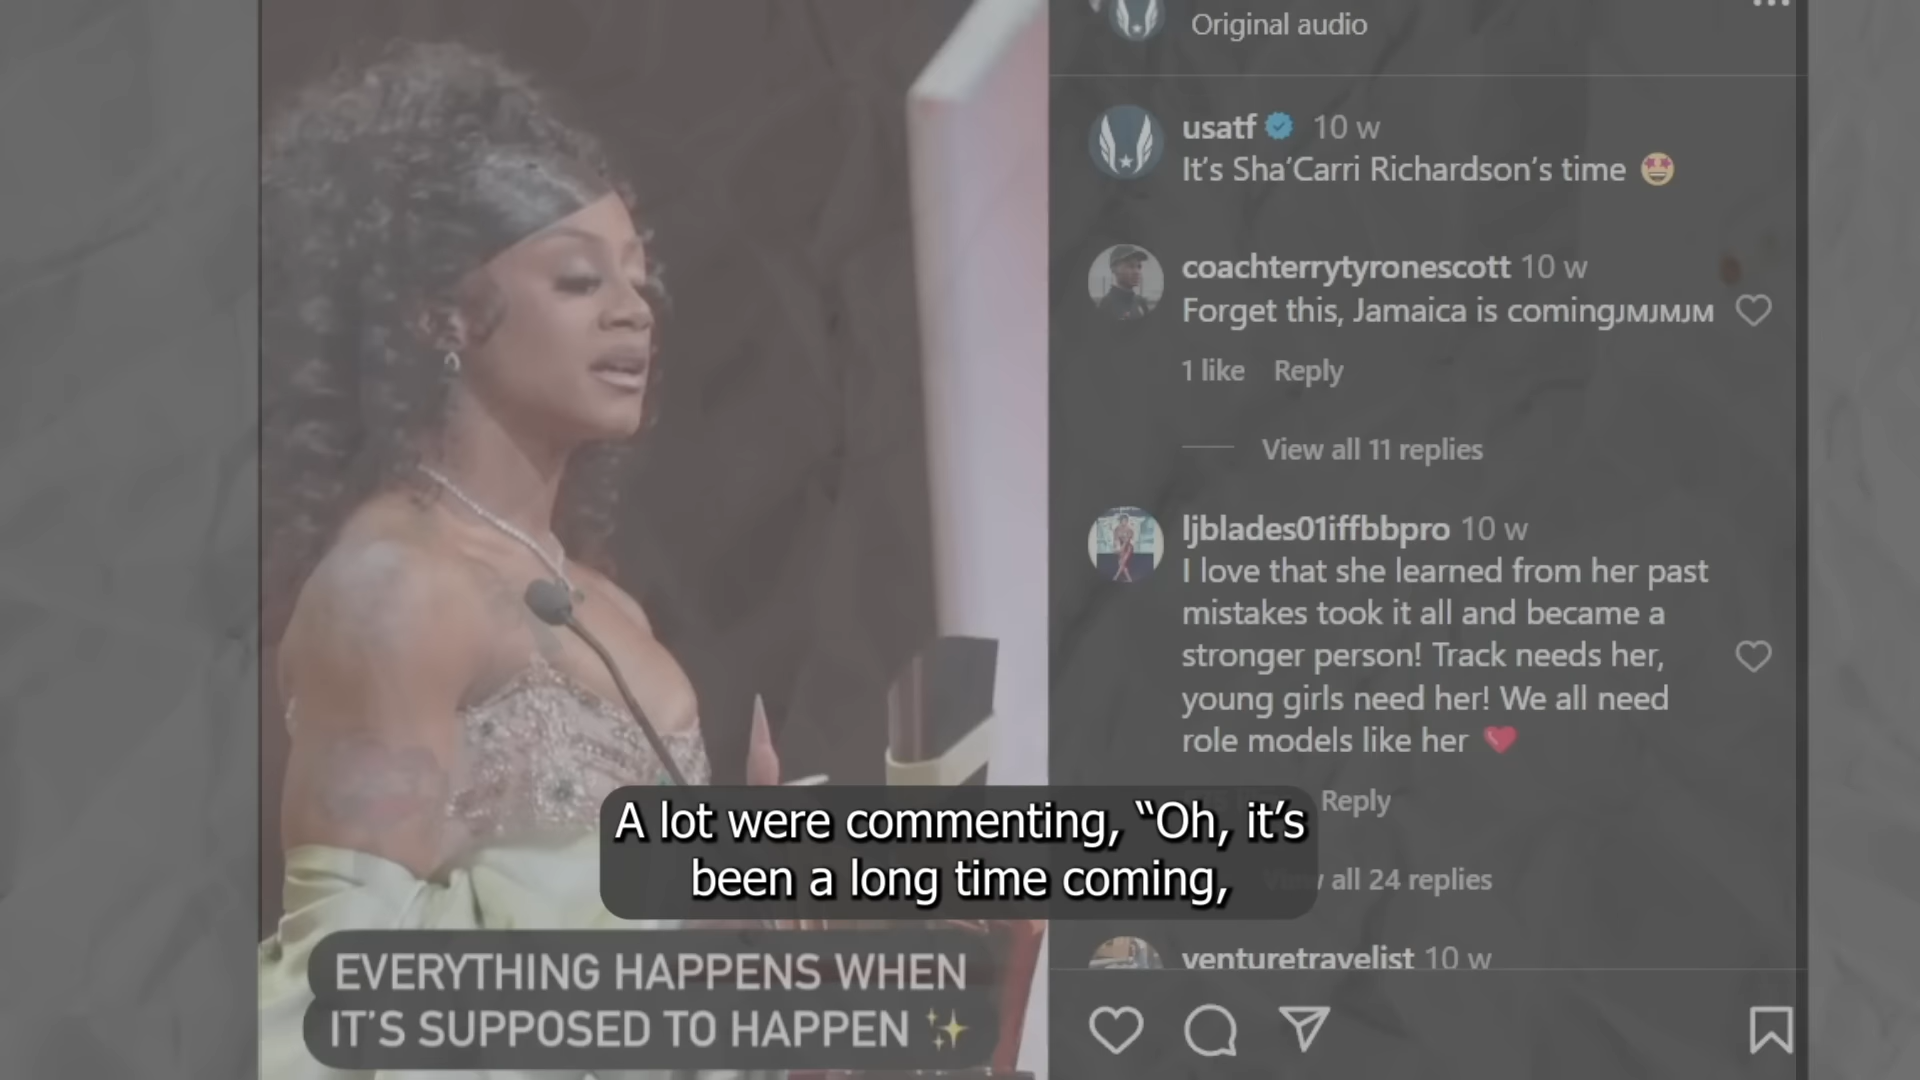 Original audio
usatf 10 w
It's Sha'Carri Richardson's time 🤩
coachterrytyronescott 10 w
Forget this, Jamaica is comingJMJMJM
1 like Reply
View all 11 replies
ljblades01iffbbpro 10 w
I love that she learned from her past
mistakes took it all and became a
stronger person! Track needs her,
young girls need her! We all need
role models like her ❤️
Reply
A lot were commenting, “Oh, it’s
been a long time coming,
all 24 replies
venturetravelist 10 w
EVERYTHING HAPPENS WHEN
IT'S SUPPOSED TO HAPPEN ✨